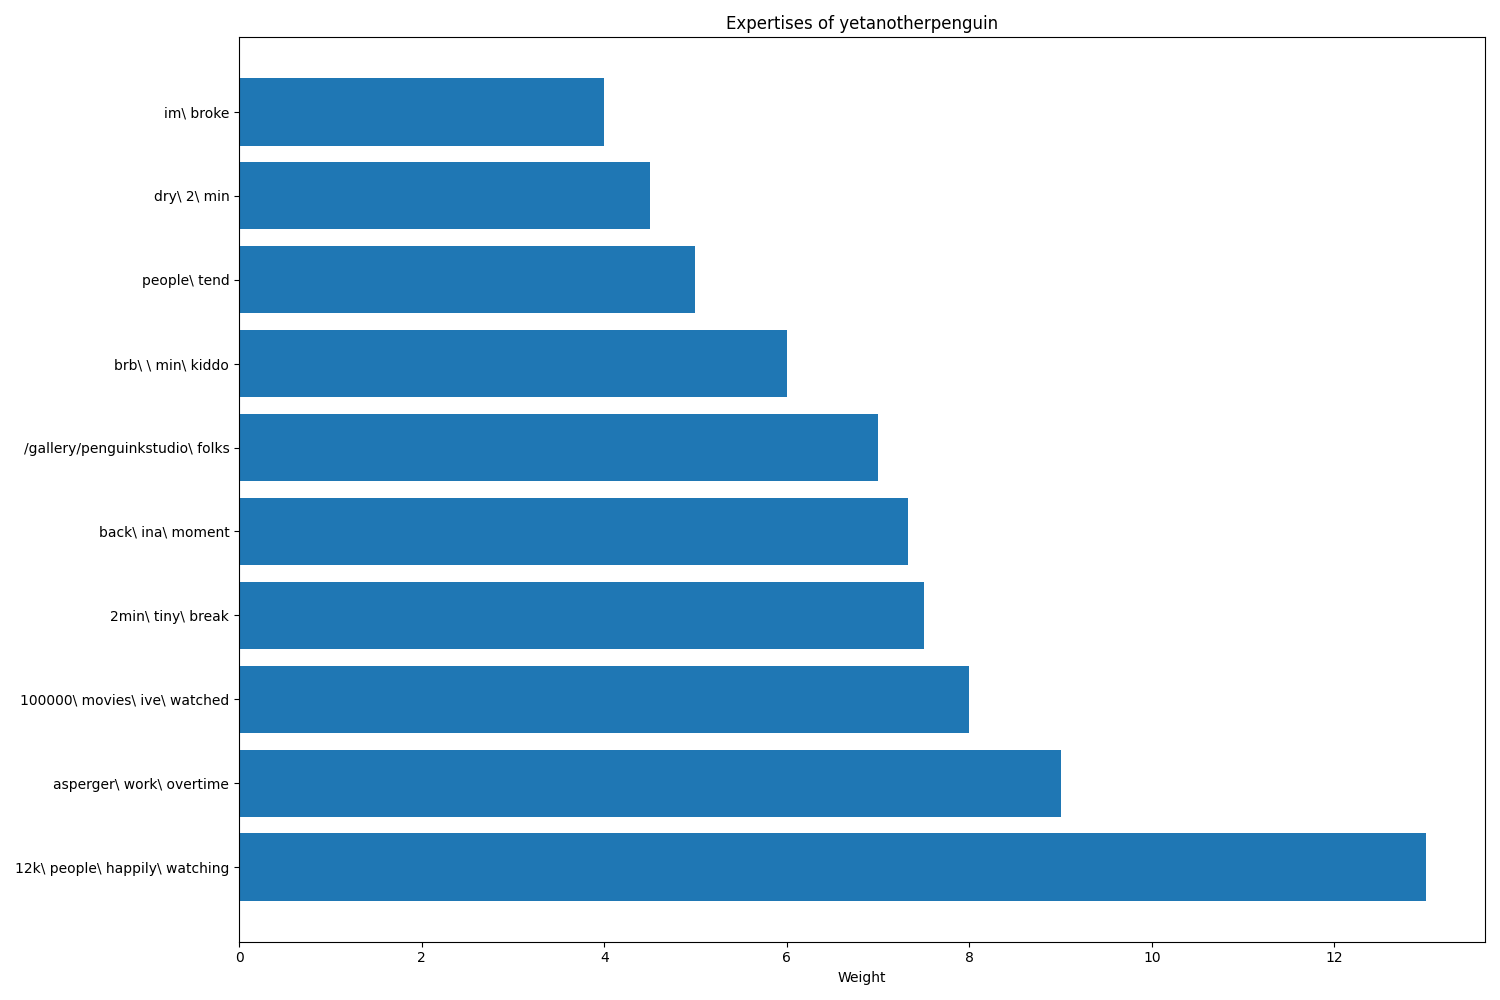 Expertises of yetanotherpenguin
im\ broke
dry\ 2\ min
people\ tend
brb\ \ min\ kiddo
/gallery/penguinkstudio\ folks
back\ ina\ moment
2min\ tiny\ break
100000\ movies\ ive\ watched
asperger\ work\ overtime
12k\ people\ happily\ watching
0 2 4 6 8 10 12
Weight